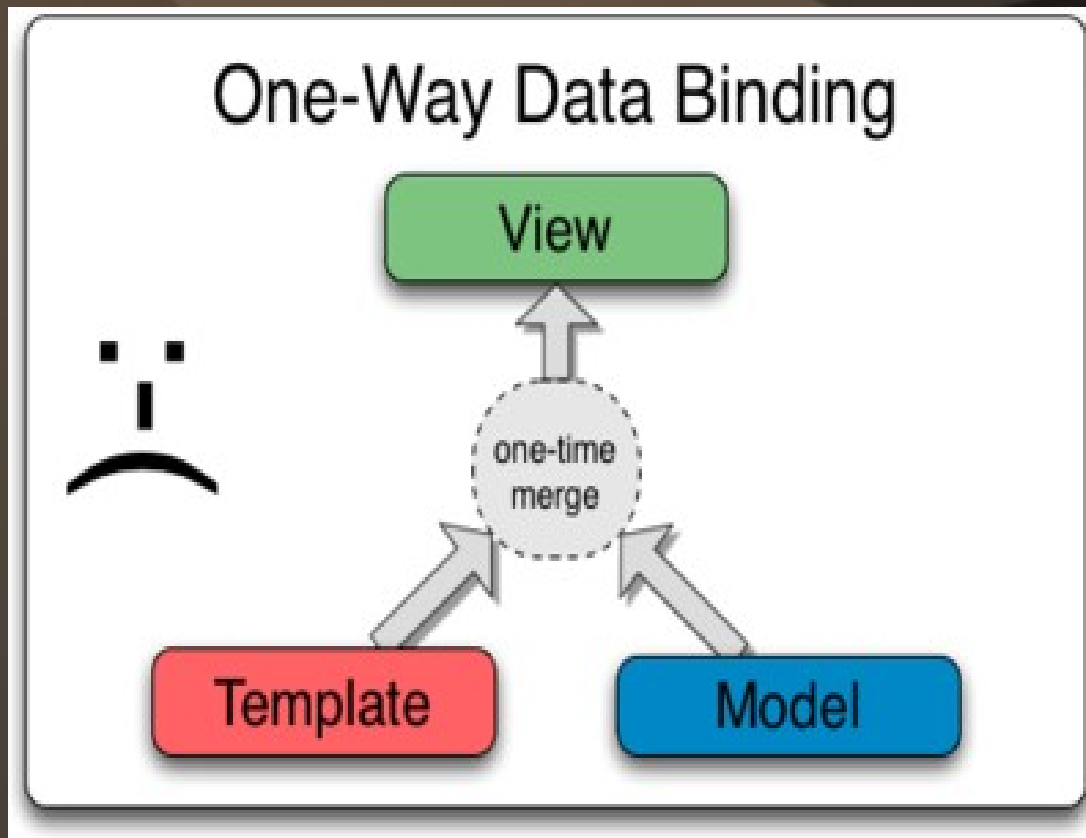 One-Way Data Binding
View
one-time
merge
Template
Model